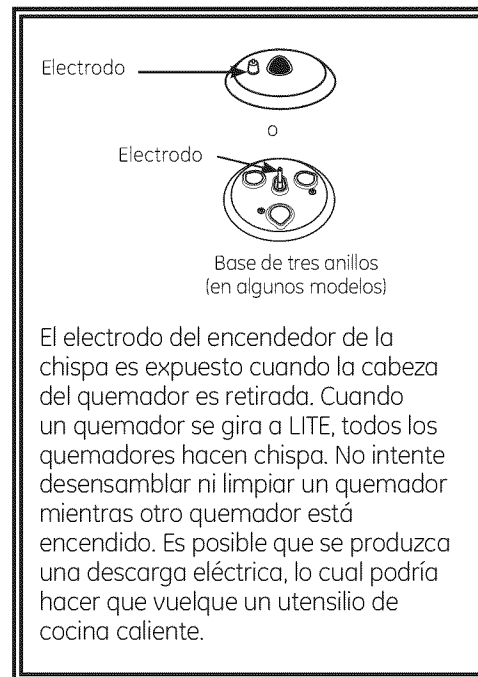 Electrodo
o
Electrodo
Base de tres anillos
(en algunos modelos)
El electrodo del encendedor de la
chispa es expuesto cuando la cabeza
del quemador es retirada. Cuando
un quemador se gira a LITE, todos los
quemadores hacen chispa. No intente
desensamblar ni limpiar un quemador
mientras otro quemador está
encendido. Es posible que se produzca
una descarga eléctrica, lo cual podría
hacer que vuelque un utensilio de
cocina caliente.